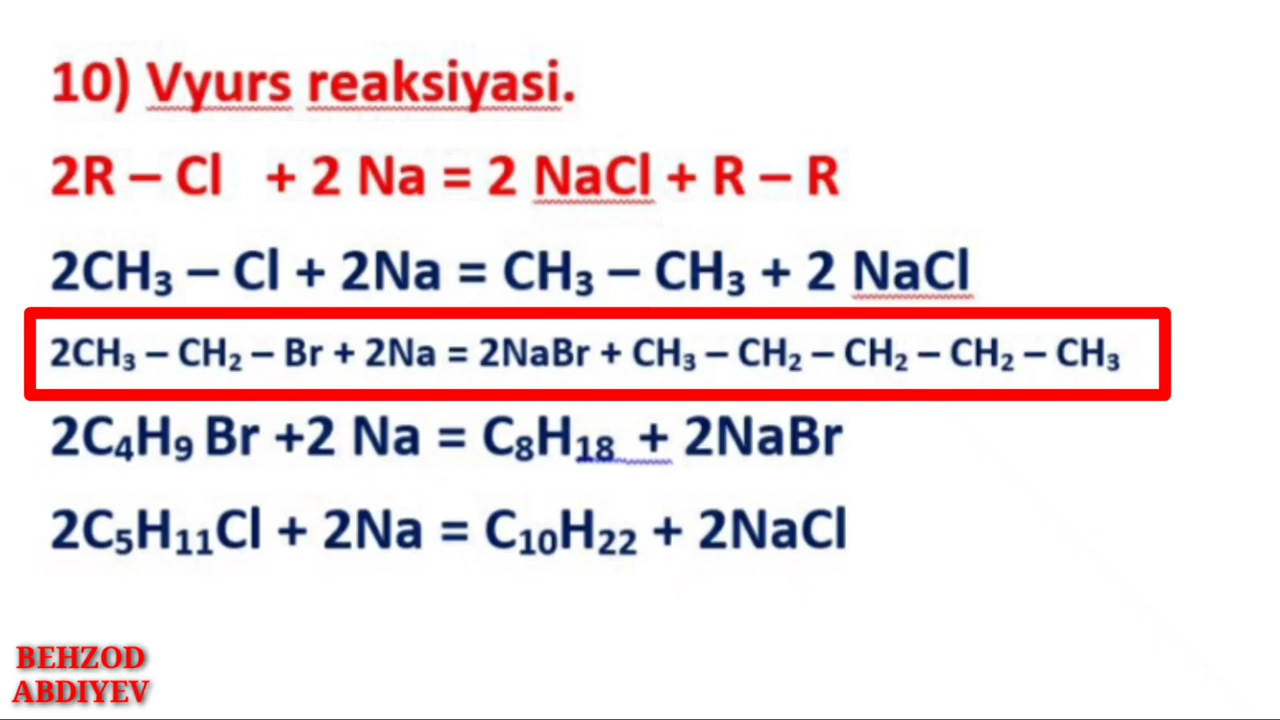 10) Vyurs reaksiyasi.
2R – Cl + 2 Na = 2 NaCl + R – R
2CH₃ – Cl + 2Na = CH₃ – CH₃ + 2 NaCl
2CH₃ – CH₂ – Br + 2Na = 2NaBr + CH₃ – CH₂ – CH₂ – CH₂ – CH₃
2C₄H₉ Br +2 Na = C₈H₁₈ + 2NaBr
2C₅H₁₁Cl + 2Na = C₁₀H₂₂ + 2NaCl
BEHZOD
ABDIYEV